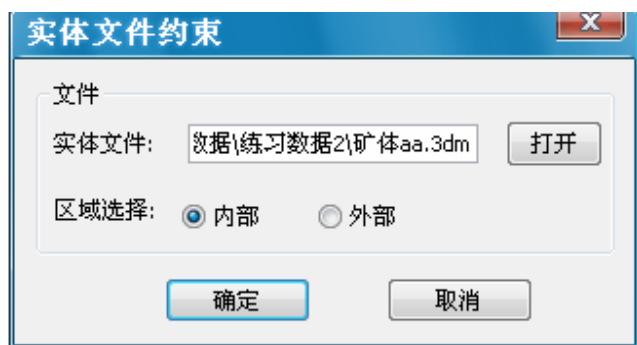 实体文件约束
文件
实体文件: 数据\练习数据2\矿体aa.3dm 打开
区域选择: 内部 外部
确定 取消